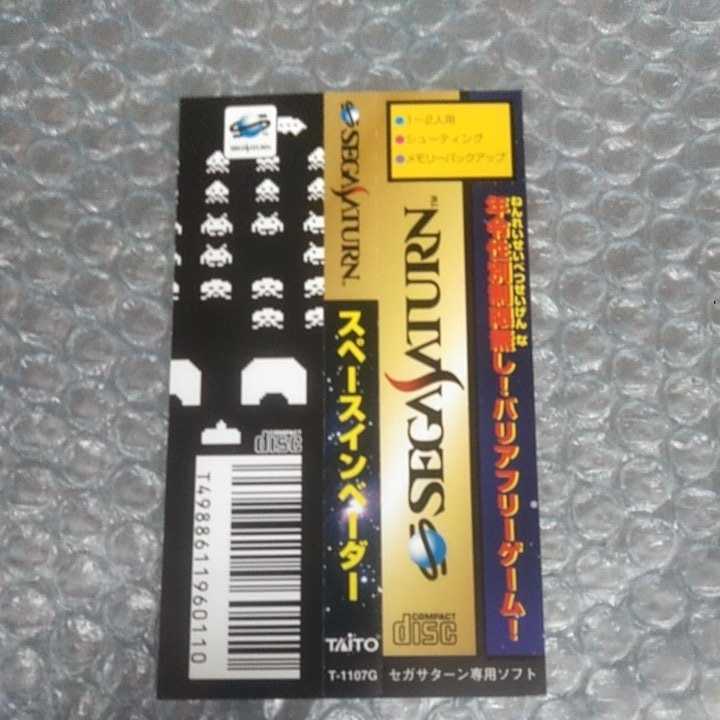 SEGA SATURN
COMPACT
disc
T4988611960110
SEGA SATURN™
スペースインベーダー
TAITO
T-1107G
1〜2人用
シューティング
メモリーバックアップ
SEGA SATURN™
COMPACT
disc
ねんれいせいべつせいげんな
年令性別制限無し!バリアフリーゲーム!
セガサターン専用ソフト